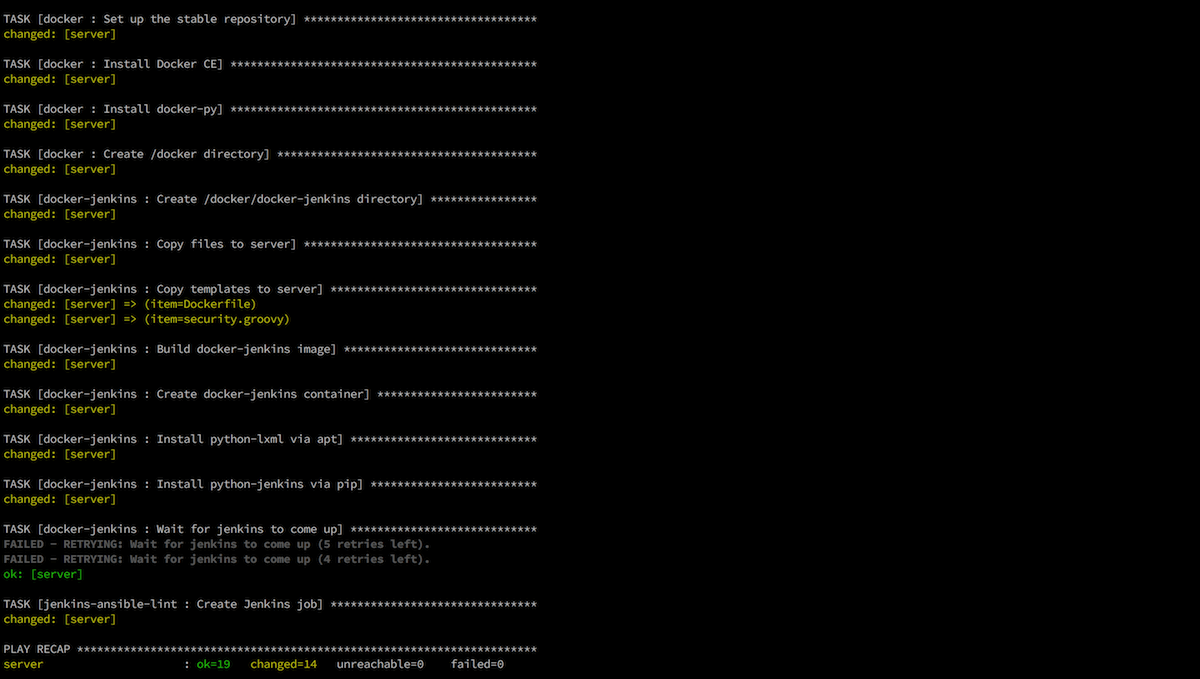 TASK [docker : Set up the stable repository] ***********************************
changed: [server]
TASK [docker : Install Docker CE] **********************************************
changed: [server]
TASK [docker : Install docker-py] **********************************************
changed: [server]
TASK [docker : Create /docker directory] ***************************************
changed: [server]
TASK [docker-jenkins : Create /docker/docker-jenkins directory] ****************
changed: [server]
TASK [docker-jenkins : Copy files to server] ***********************************
changed: [server]
TASK [docker-jenkins : Copy templates to server] *******************************
changed: [server] => (item=Dockerfile)
changed: [server] => (item=security.groovy)
TASK [docker-jenkins : Build docker-jenkins image] *****************************
changed: [server]
TASK [docker-jenkins : Create docker-jenkins container] ************************
changed: [server]
TASK [docker-jenkins : Install python-lxml via apt] ****************************
changed: [server]
TASK [docker-jenkins : Install python-jenkins via pip] *************************
changed: [server]
TASK [docker-jenkins : Wait for jenkins to come up] ****************************
FAILED - RETRYING: Wait for jenkins to come up (5 retries left).
FAILED - RETRYING: Wait for jenkins to come up (4 retries left).
ok: [server]
TASK [jenkins-ansible-lint : Create Jenkins job] *******************************
changed: [server]
PLAY RECAP *********************************************************************
server                     : ok=19   changed=14   unreachable=0    failed=0